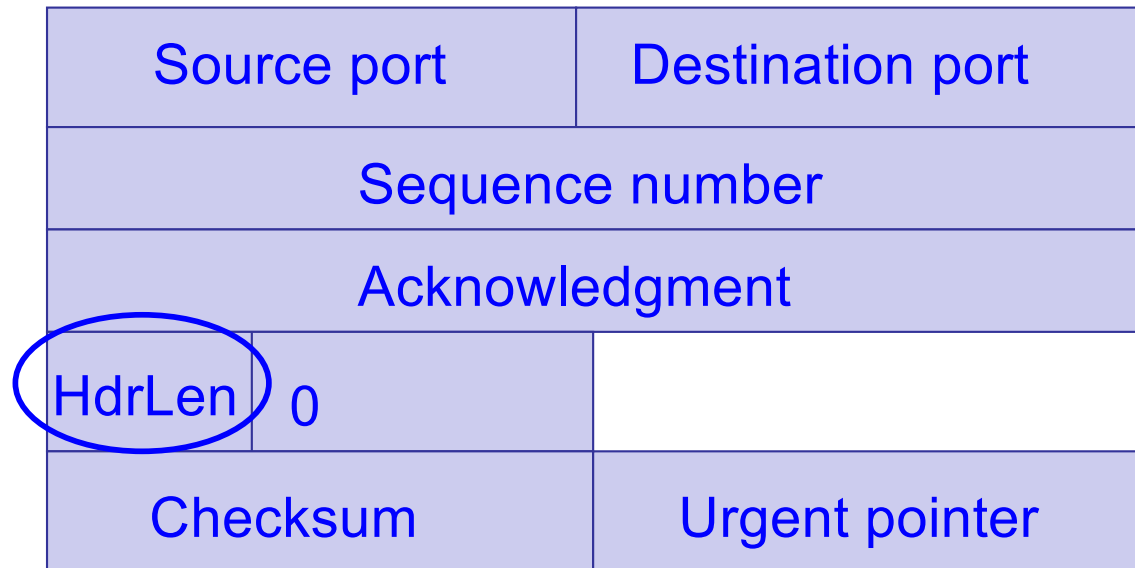 Source port Destination port
Sequence number
Acknowledgment
HdrLen 0
Checksum Urgent pointer